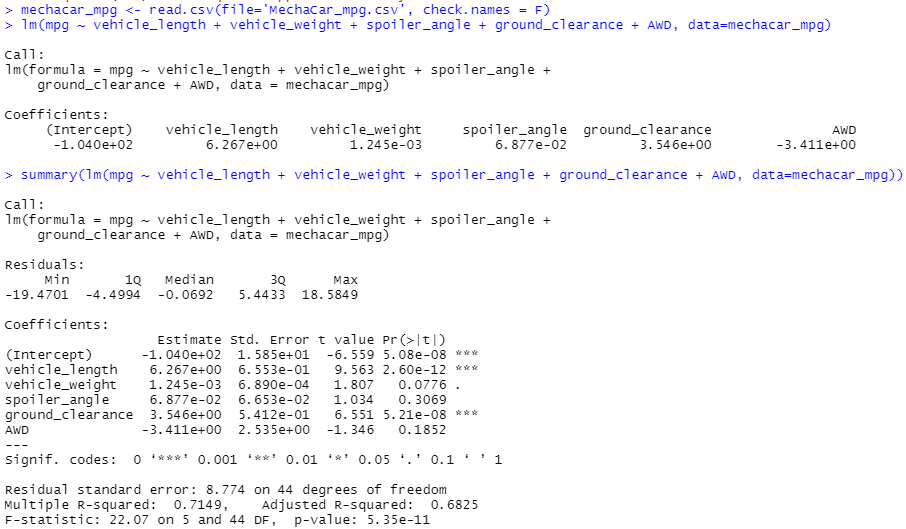 > mechacar_mpg <- read.csv(file='MechaCar_mpg.csv', check.names = F)
> lm(mpg ~ vehicle_length + vehicle_weight + spoiler_angle + ground_clearance + AWD, data=mechacar_mpg)
Call:
lm(formula = mpg ~ vehicle_length + vehicle_weight + spoiler_angle +
    ground_clearance + AWD, data = mechacar_mpg)
Coefficients:
     (Intercept)    vehicle_length    vehicle_weight     spoiler_angle  ground_clearance               AWD
      -1.040e+02         6.267e+00         1.245e-03         6.877e-02         3.546e+00        -3.411e+00
> summary(lm(mpg ~ vehicle_length + vehicle_weight + spoiler_angle + ground_clearance + AWD, data=mechacar_mpg))
Call:
lm(formula = mpg ~ vehicle_length + vehicle_weight + spoiler_angle +
    ground_clearance + AWD, data = mechacar_mpg)
Residuals:
     Min       1Q   Median       3Q      Max
-19.4701  -4.4994  -0.0692   5.4433  18.5849
Coefficients:
                   Estimate Std. Error t value Pr(>|t|)
(Intercept)      -1.040e+02  1.585e+01  -6.559 5.08e-08 ***
vehicle_length    6.267e+00  6.553e-01   9.563 2.60e-12 ***
vehicle_weight    1.245e-03  6.890e-04   1.807   0.0776 .
spoiler_angle     6.877e-02  6.653e-02   1.034   0.3069
ground_clearance  3.546e+00  5.412e-01   6.551 5.21e-08 ***
AWD              -3.411e+00  2.535e+00  -1.346   0.1852
---
Signif. codes:  0 ‘***’ 0.001 ‘**’ 0.01 ‘*’ 0.05 ‘.’ 0.1 ‘ ’ 1
Residual standard error: 8.774 on 44 degrees of freedom
Multiple R-squared:  0.7149,    Adjusted R-squared:  0.6825
F-statistic: 22.07 on 5 and 44 DF,  p-value: 5.35e-11